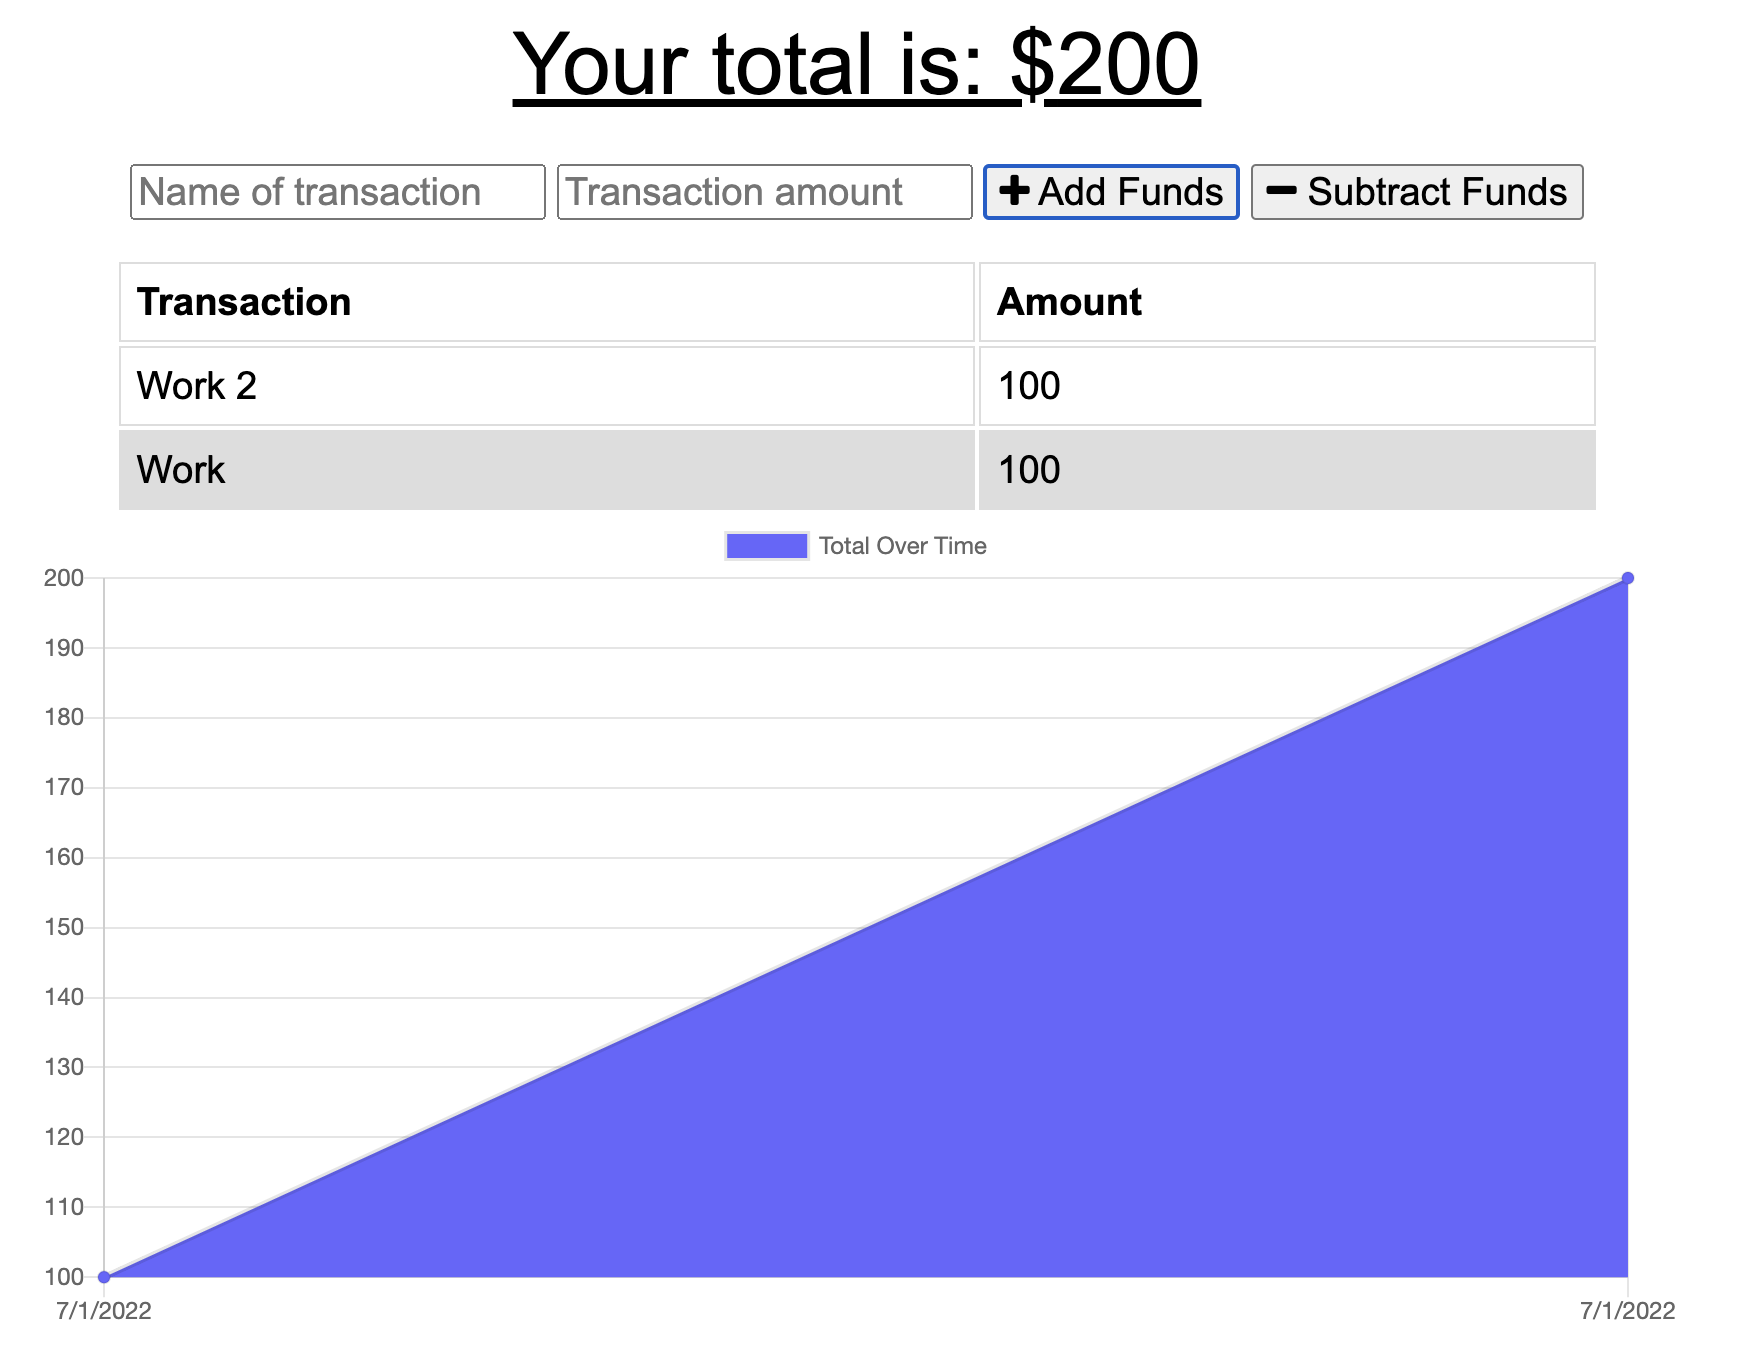 Your total is: $200
Name of transaction Transaction amount Add Funds Subtract Funds
Transaction Amount
Work 2 100
Work 100
Total Over Time
200
190
180
170
160
150
140
130
120
110
100
7/1/2022 7/1/2022